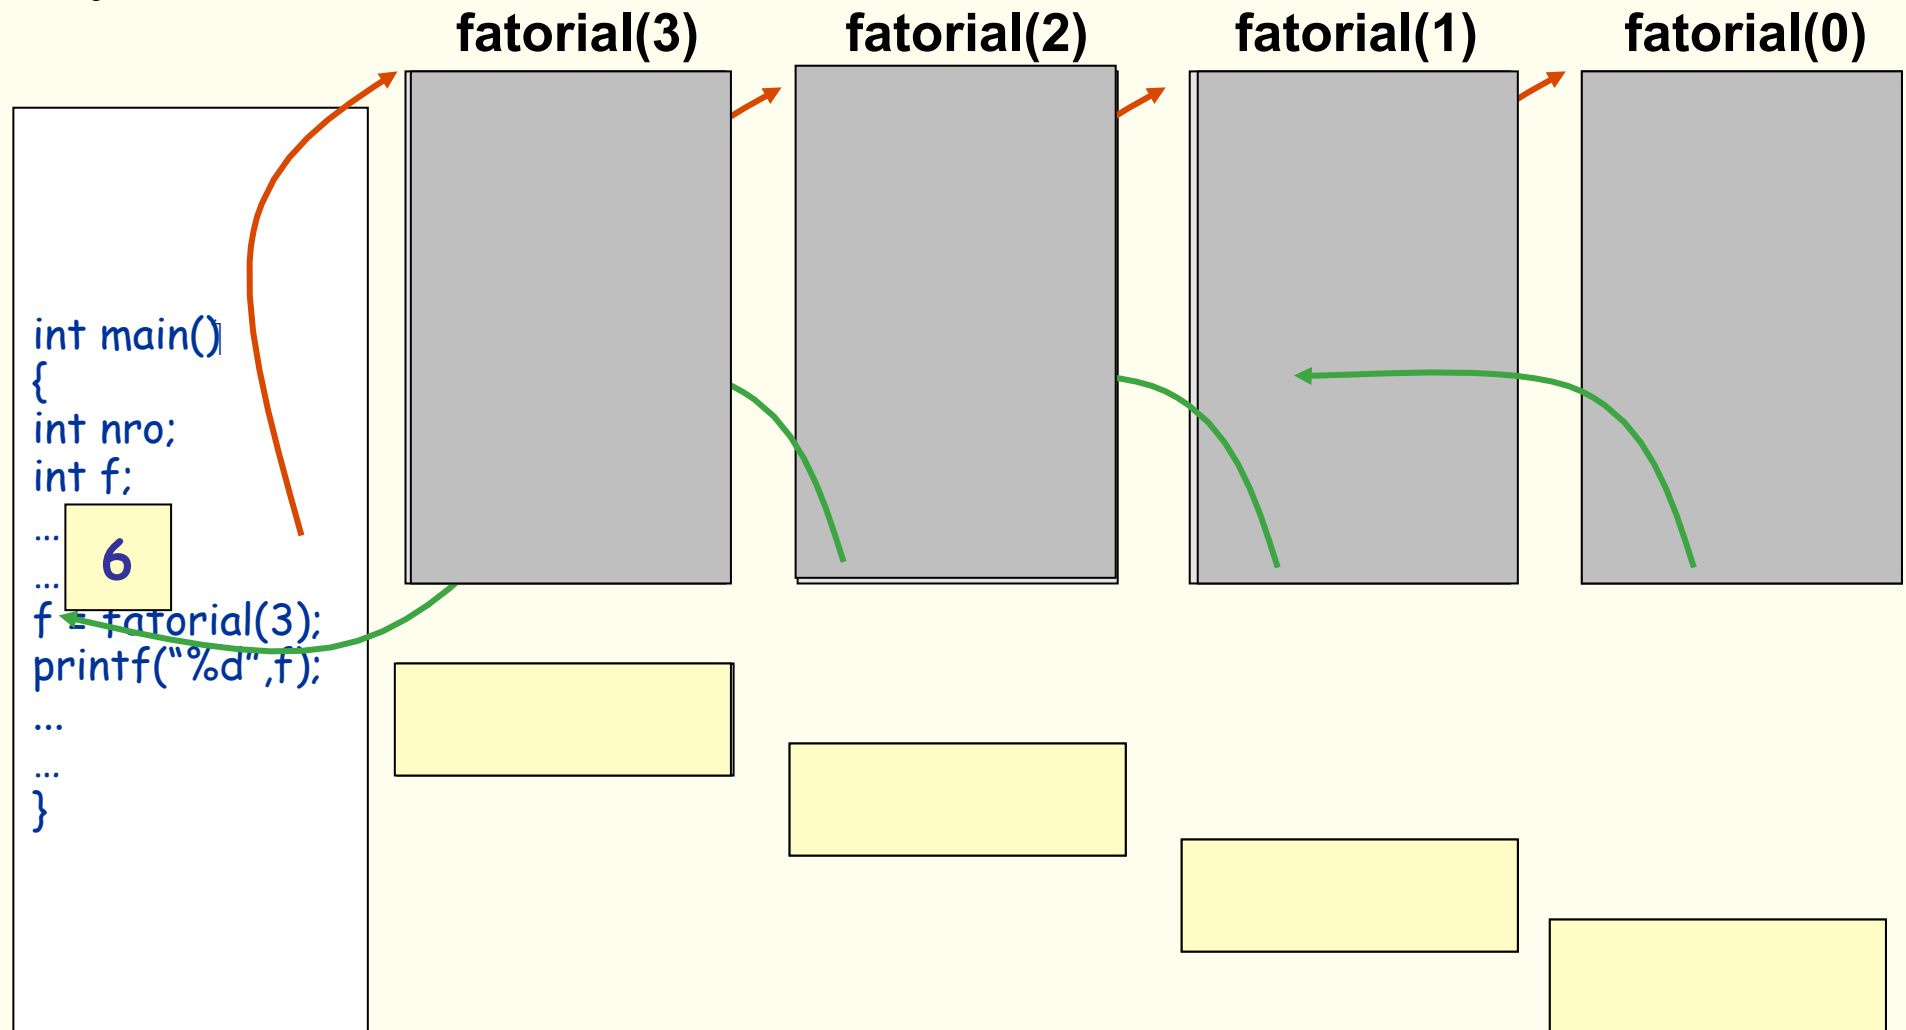 fatorial(3) fatorial(2) fatorial(1) fatorial(0)
int main()
{
int nro;
int f;
...
...
6
f = fatorial(3);
printf(“%d”,f);
...
...
}